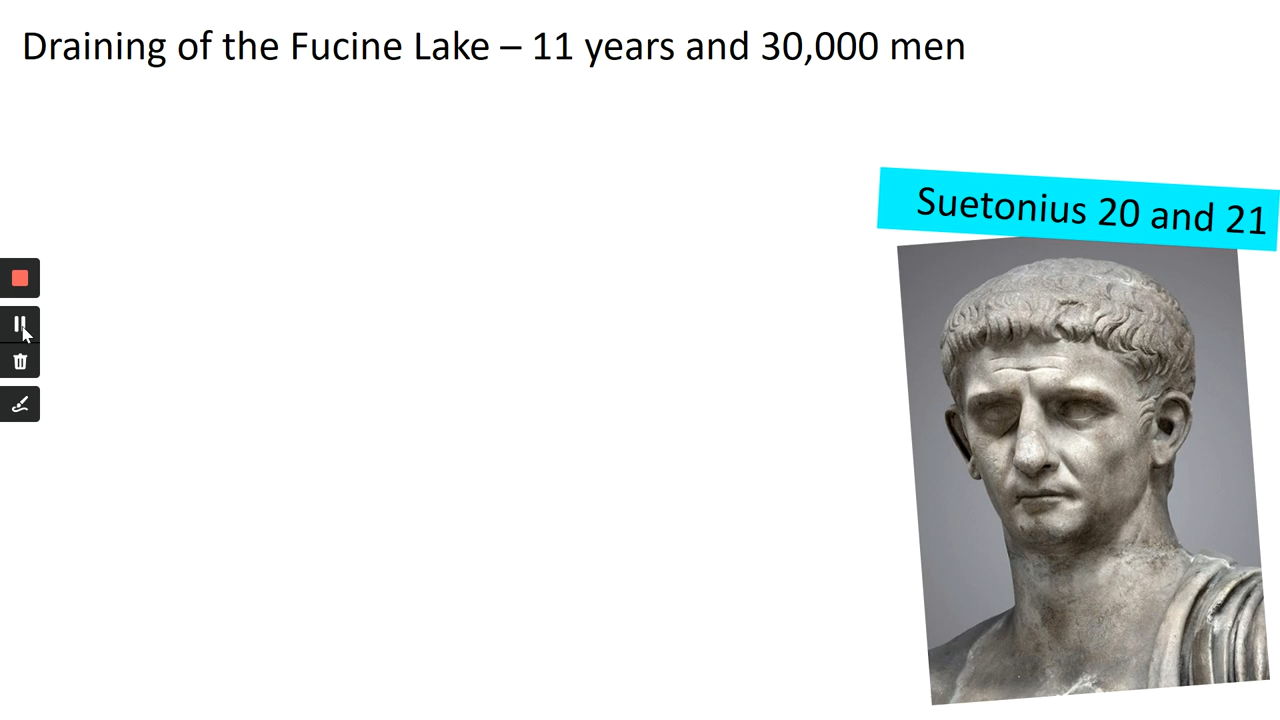 Draining of the Fucine Lake – 11 years and 30,000 men
Suetonius 20 and 21